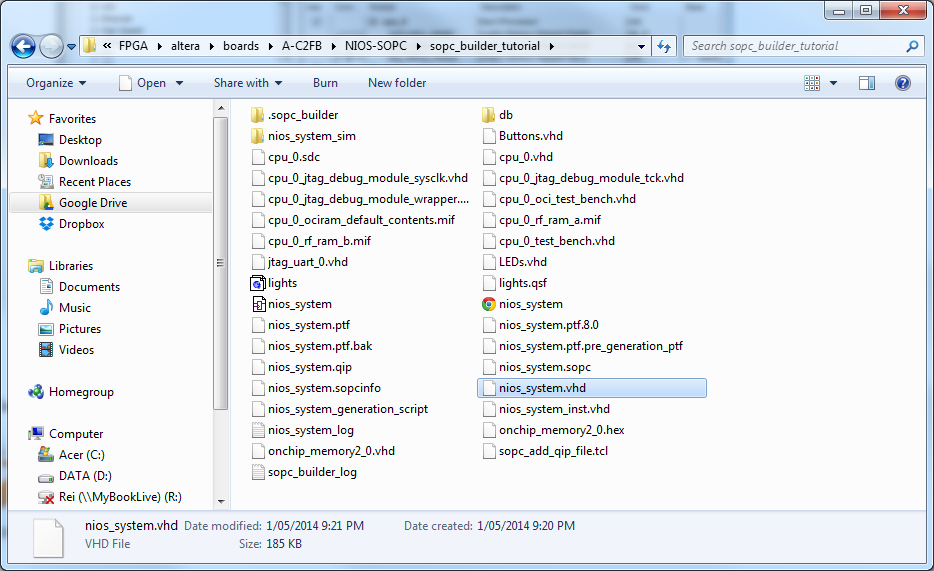 « FPGA ▸ altera ▸ boards ▸ A-C2FB ▸ NIOS-SOPC ▸ sopc_builder_tutorial ▸
Search sopc_builder_tutorial
Organize Open Share with Burn New folder
Favorites
Desktop
Downloads
Recent Places
Google Drive
Dropbox
Libraries
Documents
Music
Pictures
Videos
Homegroup
Computer
Acer (C:)
DATA (D:)
Rei (\\MyBookLive) (R:)
.sopc_builder db
nios_system_sim Buttons.vhd
cpu_0.sdc cpu_0.vhd
cpu_0_jtag_debug_module_sysclk.vhd cpu_0_jtag_debug_module_tck.vhd
cpu_0_jtag_debug_module_wrapper.... cpu_0_oci_test_bench.vhd
cpu_0_ociram_default_contents.mif cpu_0_rf_ram_a.mif
cpu_0_rf_ram_b.mif cpu_0_test_bench.vhd
jtag_uart_0.vhd LEDs.vhd
lights lights.qsf
nios_system nios_system
nios_system.ptf nios_system.ptf.8.0
nios_system.ptf.bak nios_system.ptf.pre_generation_ptf
nios_system.qip nios_system.sopc
nios_system.sopcinfo nios_system.vhd
nios_system_generation_script nios_system_inst.vhd
nios_system_log onchip_memory2_0.hex
onchip_memory2_0.vhd sopc_add_qip_file.tcl
sopc_builder_log
nios_system.vhd Date modified: 1/05/2014 9:21 PM Date created: 1/05/2014 9:20 PM
VHD File Size: 185 KB